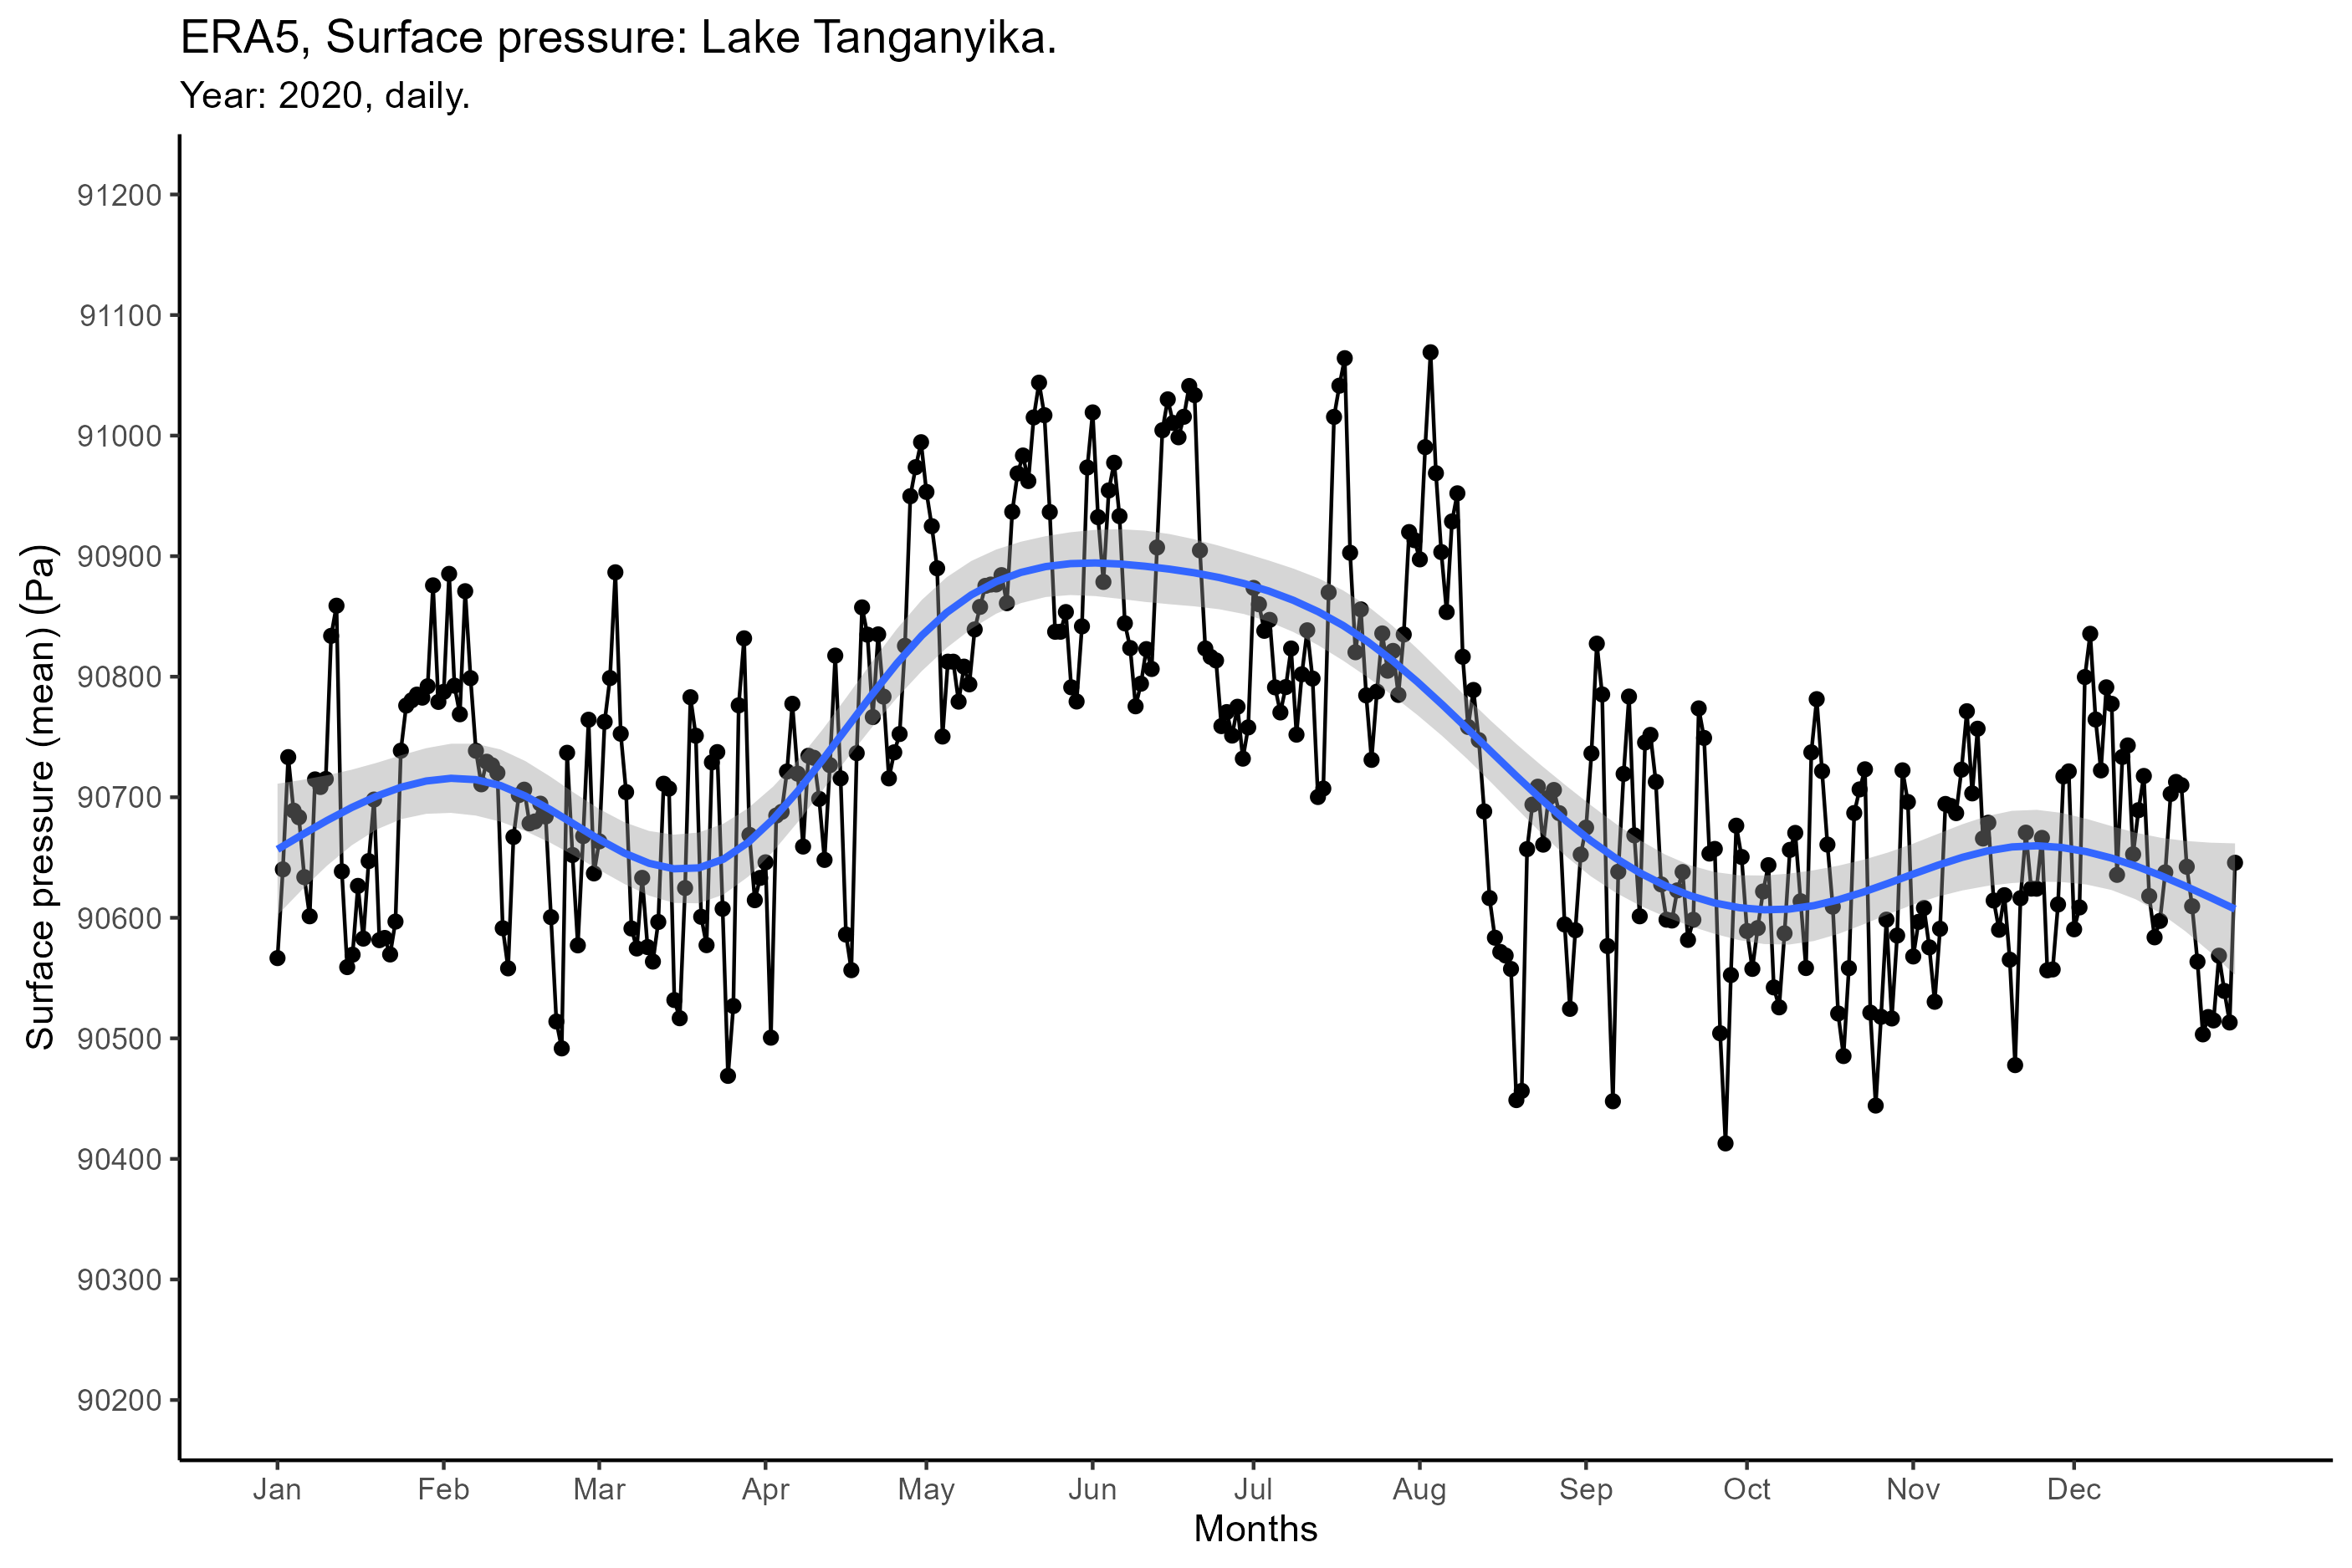 ERA5, Surface pressure: Lake Tanganyika.
Year: 2020, daily.
Surface pressure (mean) (Pa)
91200
91100
91000
90900
90800
90700
90600
90500
90400
90300
90200
Jan Feb Mar Apr May Jun Jul Aug Sep Oct Nov Dec
Months